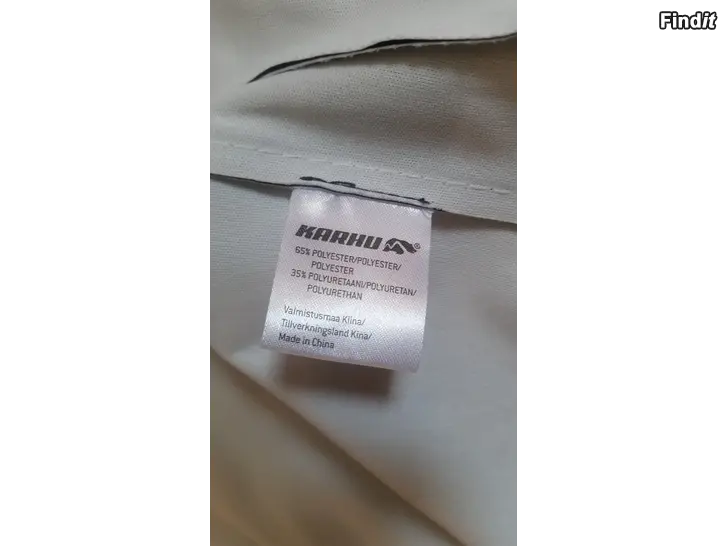 Findit
KARHU ®
65% POLYESTER/POLYESTER/
POLYESTER
35% POLYURETAANI/POLYURETAN/
POLYURETHAN
Valmistusmaa Kiina/
Tillverkningsland Kina/
Made in China